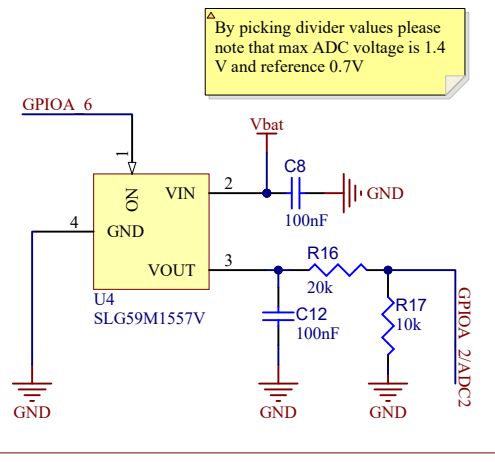 By picking divider values please
note that max ADC voltage is 1.4
V and reference 0.7V
GPIOA_6
Vbat
1
C8
ON
VIN
2
GND
100nF
4
GND
VOUT
3
R16
20k
U4
SLG59M1557V
C12
100nF
R17
10k
GPIOA_2/ADC2
GND
GND
GND